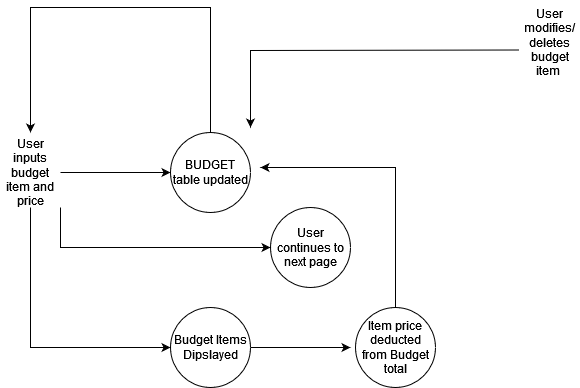 User
modifies/
deletes
budget
item
User
inputs
budget
item and
price
BUDGET
table updated
User
continues to
next page
Budget Items
Dipslayed
Item price
deducted
from Budget
total